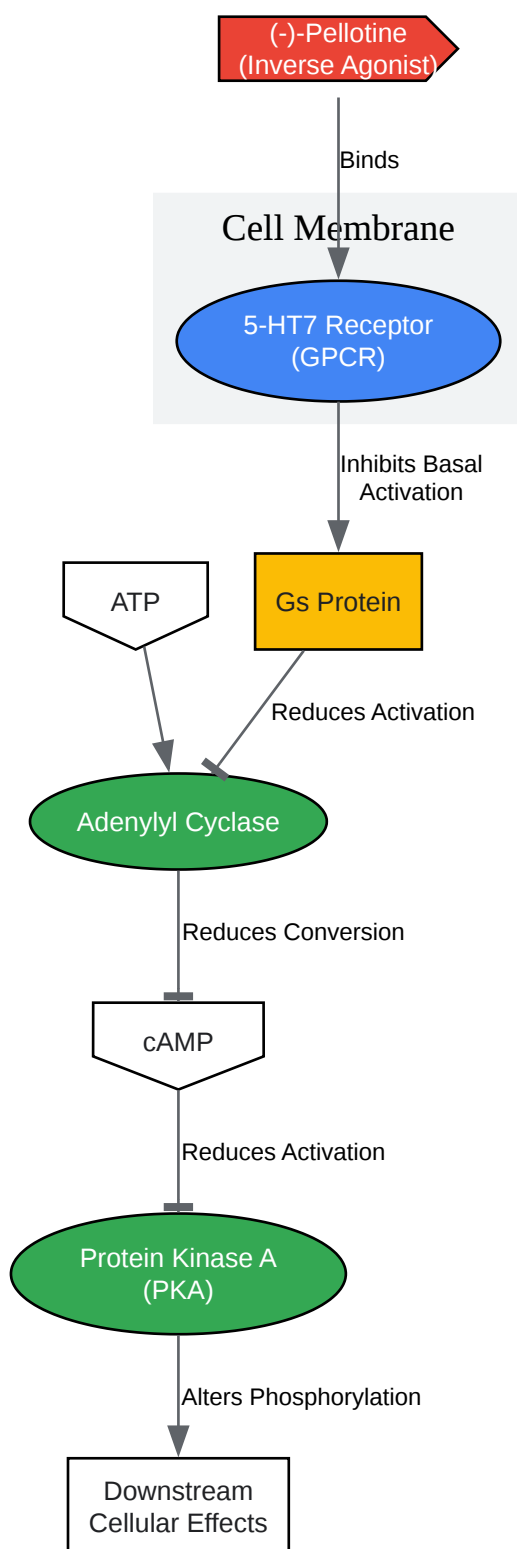 (-)-Pellotine
(Inverse Agonist)
Binds
Cell Membrane
5-HT7 Receptor
(GPCR)
Inhibits Basal
Activation
ATP
Gs Protein
Reduces Activation
Adenylyl Cyclase
Reduces Conversion
cAMP
Reduces Activation
Protein Kinase A
(PKA)
Alters Phosphorylation
Downstream
Cellular Effects